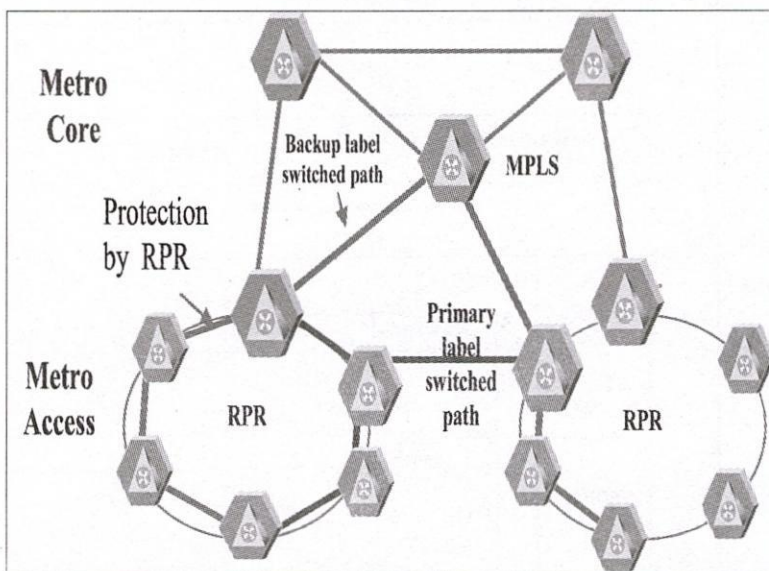 Metro
Core
Backup label
switched path
MPLS
Protection
by RPR
Primary
label
switched
path
Metro
Access
RPR
RPR